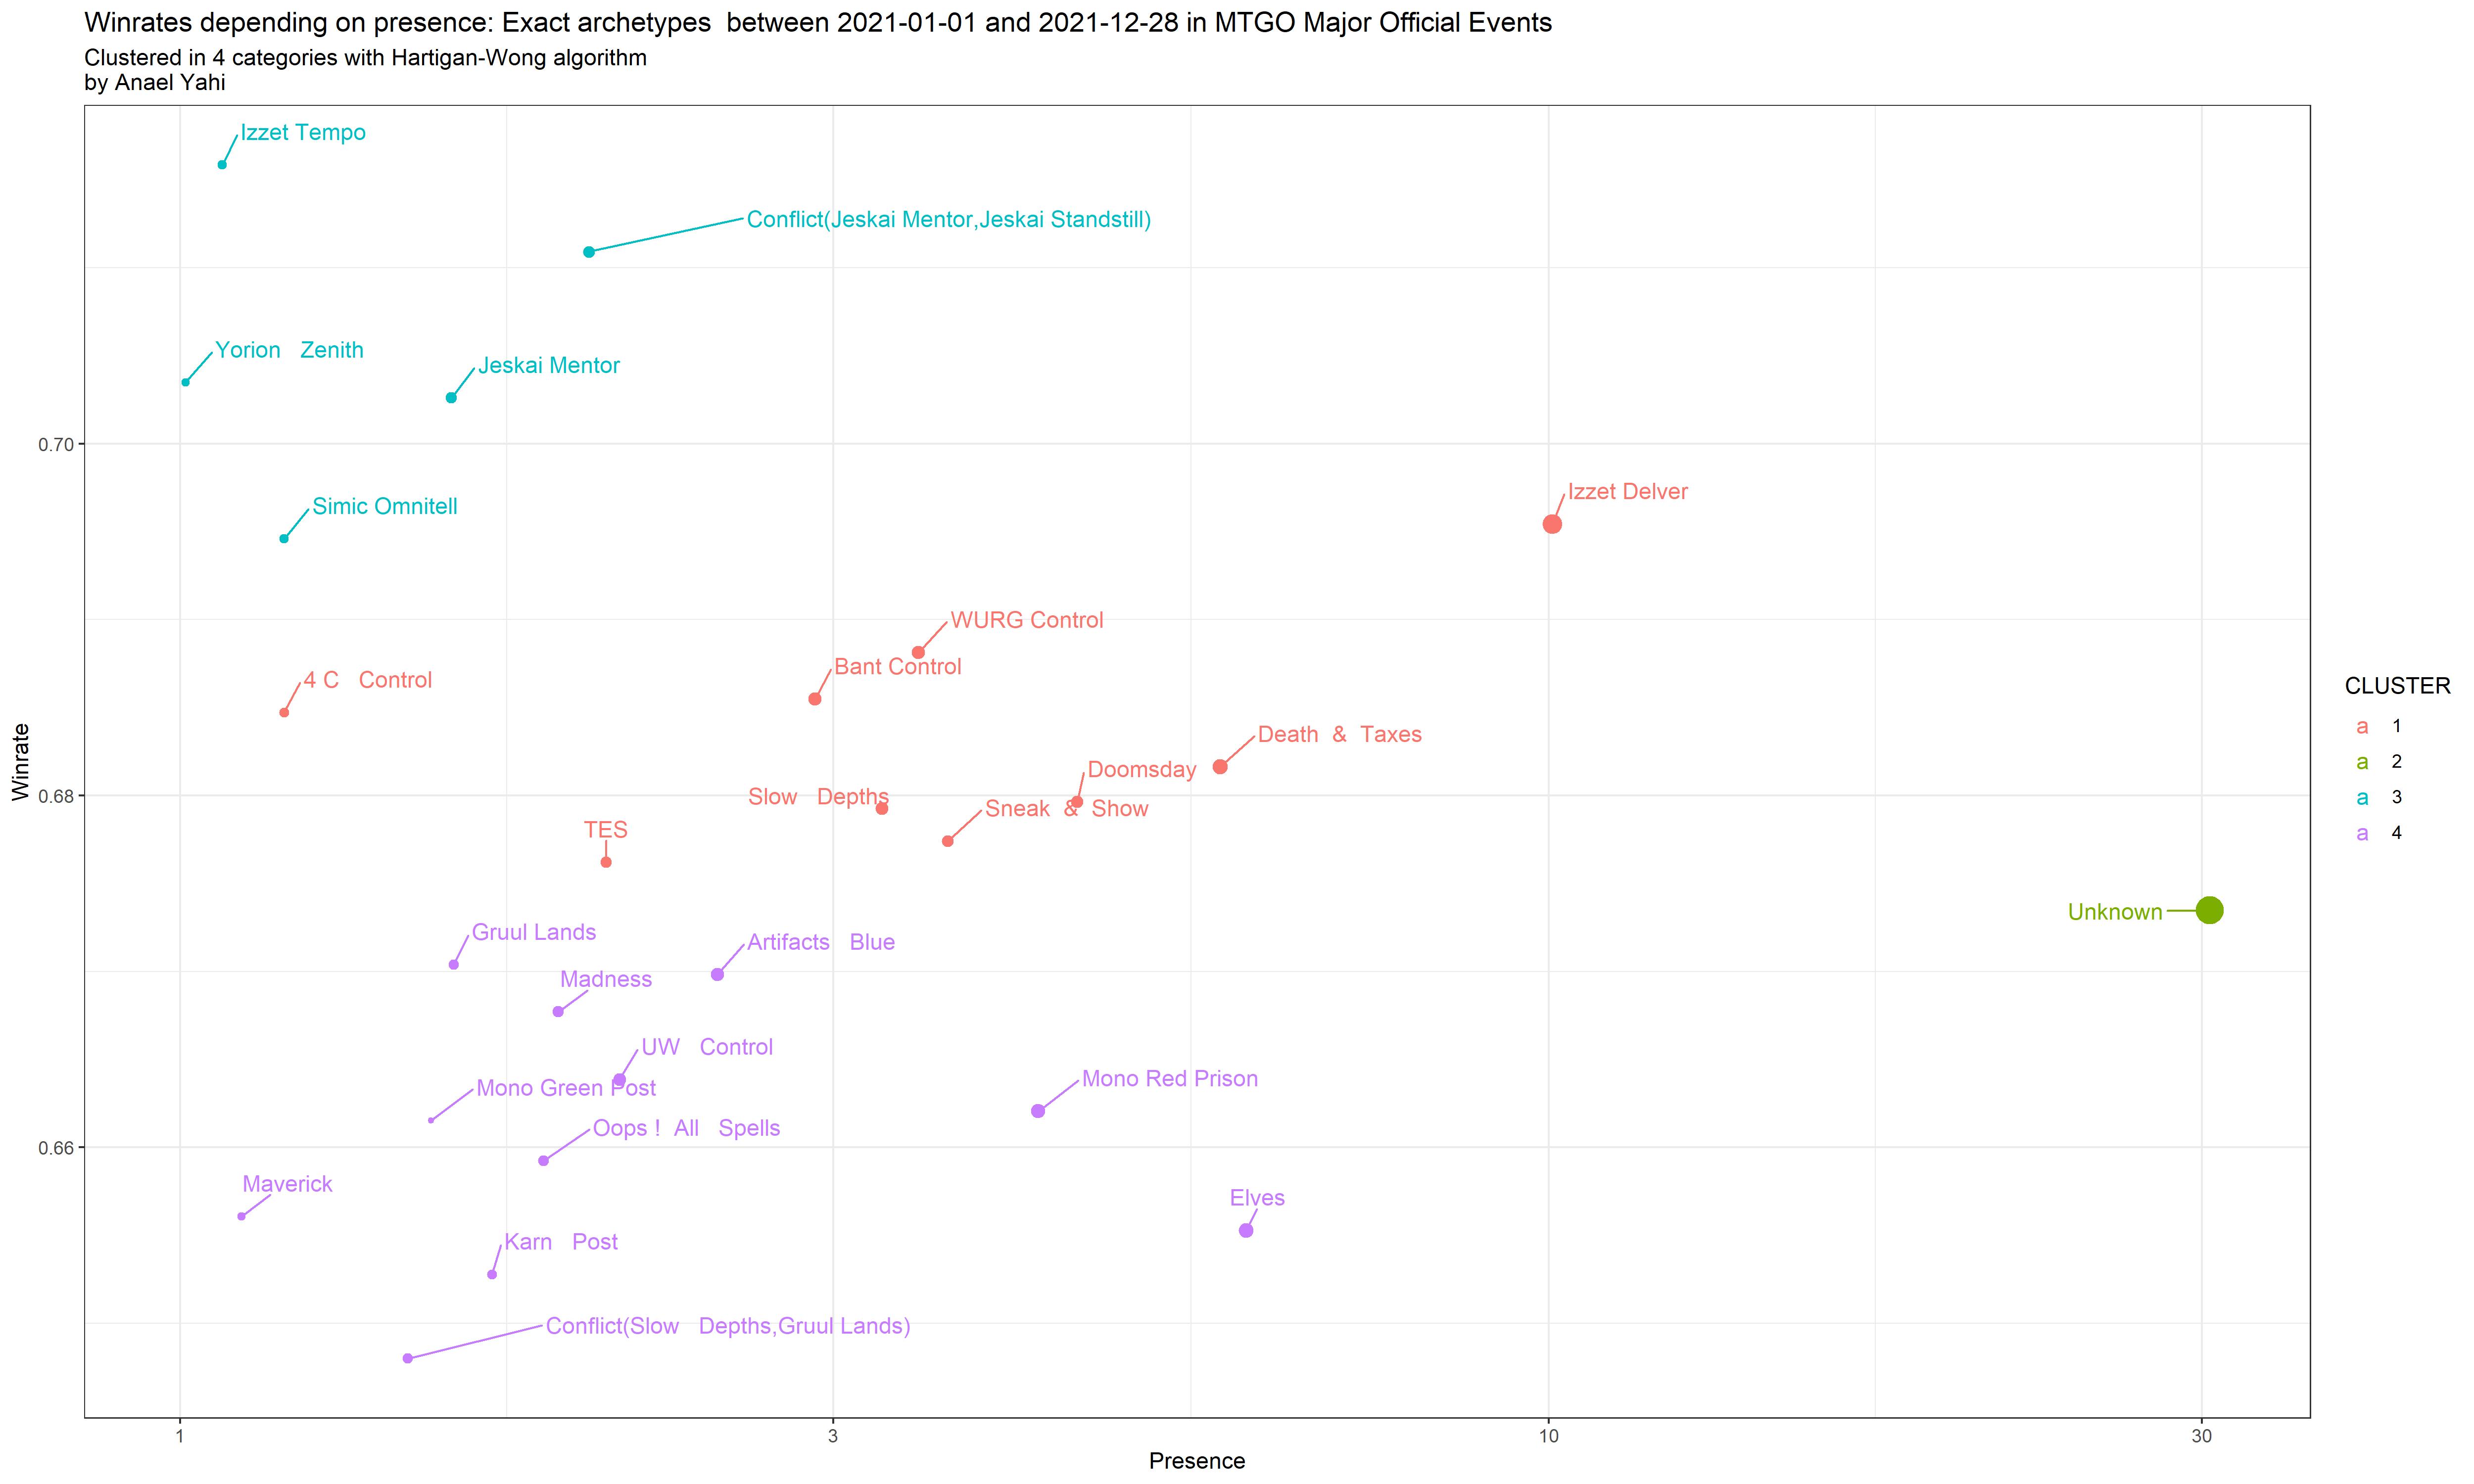 Winrates depending on presence: Exact archetypes  between 2021-01-01 and 2021-12-28 in MTGO Major Official Events
Clustered in 4 categories with Hartigan-Wong algorithm
by Anael Yahi
Izzet Tempo
Conflict(Jeskai Mentor,Jeskai Standstill)
Yorion   Zenith
Jeskai Mentor
0.70
Izzet Delver
Simic Omnitell
WURG Control
Bant Control
4 C   Control
Death  &  Taxes
Doomsday
Slow   Depths
Sneak  &  Show
0.68
TES
Unknown
Gruul Lands
Artifacts   Blue
Madness
UW   Control
Mono Red Prison
Mono Green Post
Oops !  All   Spells
0.66
Maverick
Elves
Karn   Post
Conflict(Slow   Depths,Gruul Lands)
Winrate
1
3
10
30
Presence
CLUSTER
a 1
a 2
a 3
a 4